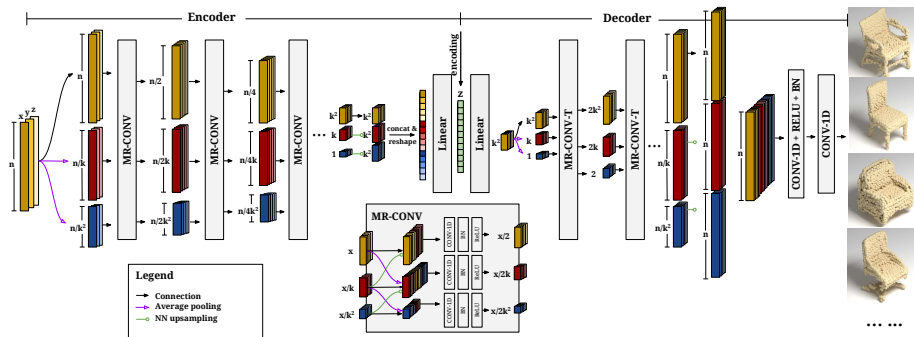 Encoder
Decoder
x y z
n
n
n/k
n/k²
MR-CONV
n/2
n/2k
n/2k²
MR-CONV
n/4
n/4k
n/4k²
MR-CONV
...
k² k²
k k²
1 k²
concat &
reshape
Linear
encoding
z
Linear
k²
k²
k
1
MR-CONV-T
2k²
2k
2
MR-CONV-T
...
n
n/k
n/k²
n
n
n
n
CONV-1D + RELU + BN
CONV-1D
... ...
MR-CONV
x
x/k
x/k²
CONV-1D
BN
ReLU
x/2
CONV-1D
BN
ReLU
x/2k
CONV-1D
BN
ReLU
x/2k²
Legend
Connection
Average pooling
NN upsampling